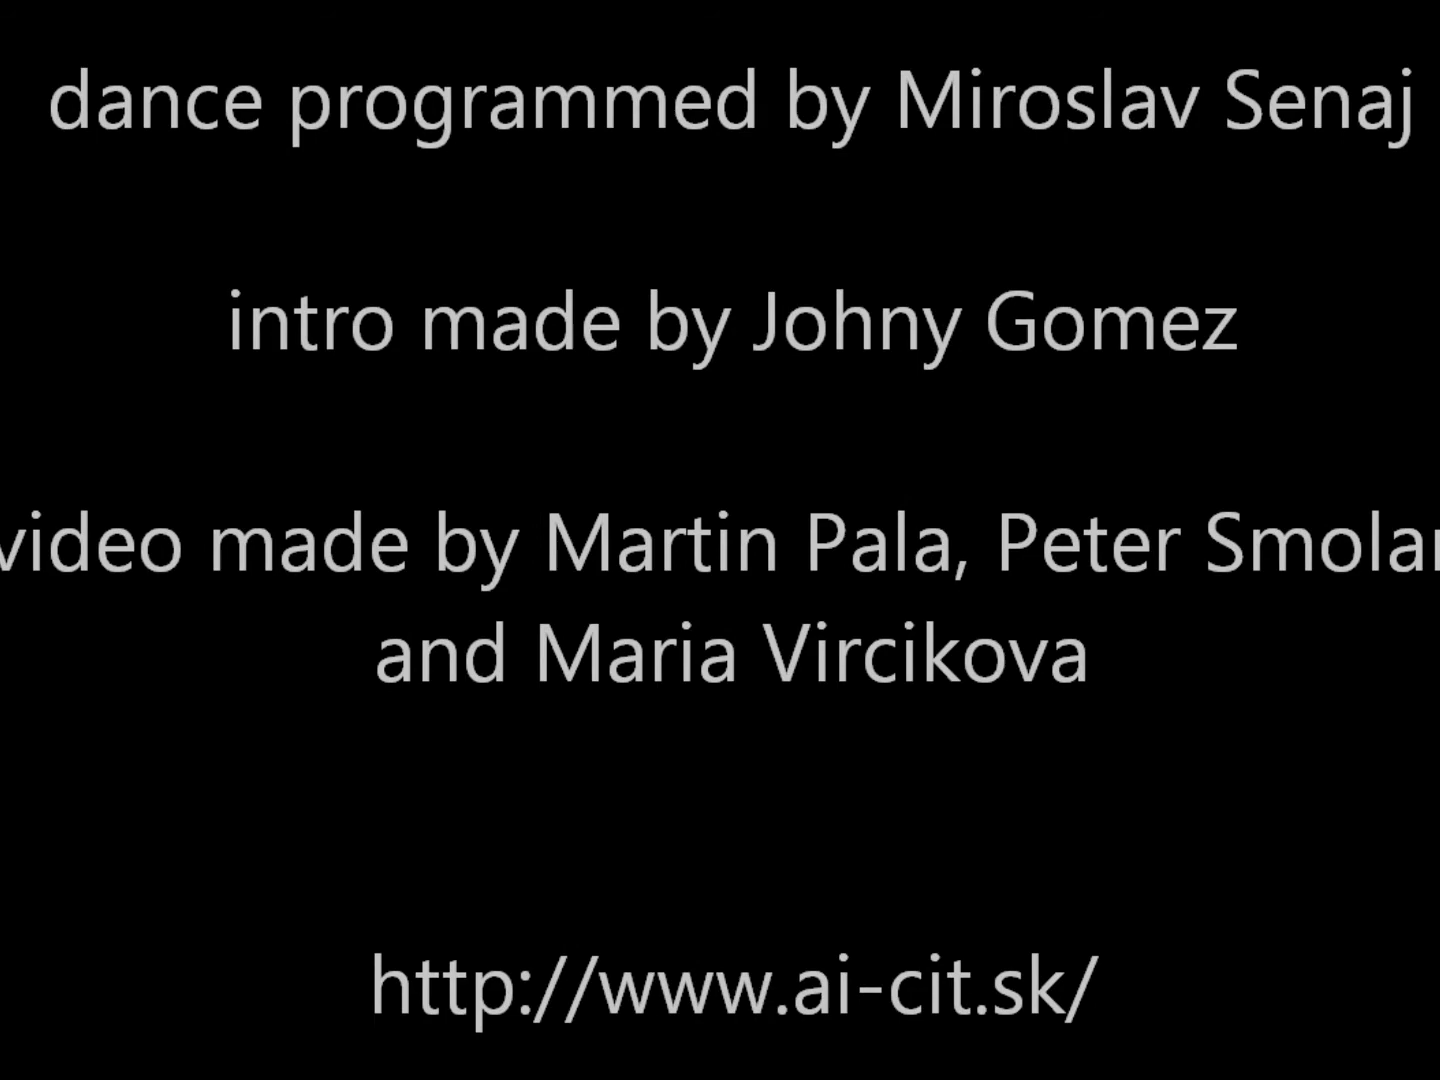 dance programmed by Miroslav Senaj
intro made by Johny Gomez
video made by Martin Pala, Peter Smolar
and Maria Vircikova
http://www.ai-cit.sk/